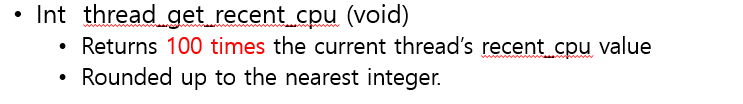 • Int thread_get_recent_cpu (void)
• Returns 100 times the current thread's recent_cpu value
• Rounded up to the nearest integer.